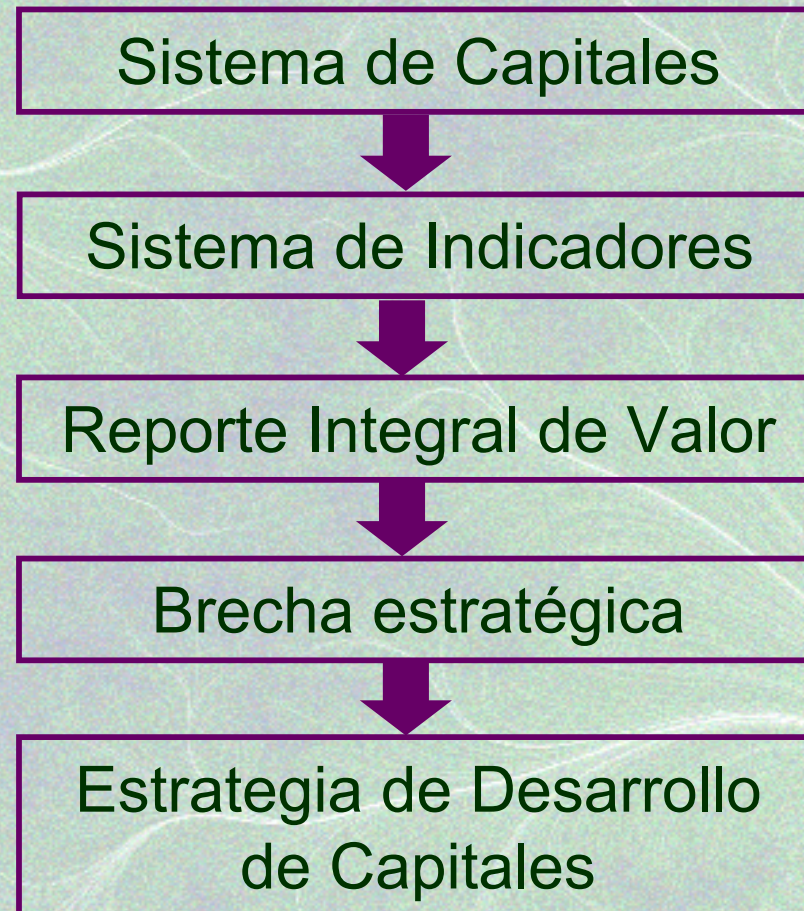 Sistema de Capitales
Sistema de Indicadores
Reporte Integral de Valor
Brecha estratégica
Estrategia de Desarrollo
de Capitales